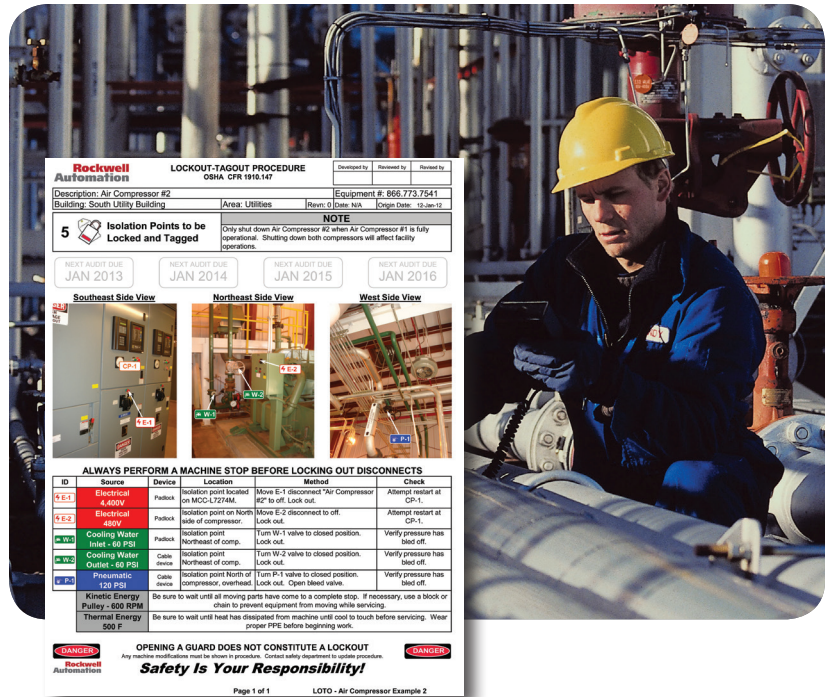 Rockwell
Automation
LOCKOUT-TAGOUT PROCEDURE
OSHA CFR 1910.147
Developed by Reviewed by Revised by
Description: Air Compressor #2 Equipment #: 866.773.7541
Building: South Utility Building Area: Utilities Revn: 0 Date: N/A Origin Date: 12-Jan-12
5 Isolation Points to be
Locked and Tagged
NOTE
Only shut down Air Compressor #2 when Air Compressor #1 is fully
operational. Shutting down both compressors will affect facility
operations.
NEXT AUDIT DUE NEXT AUDIT DUE NEXT AUDIT DUE NEXT AUDIT DUE
JAN 2013 JAN 2014 JAN 2015 JAN 2016
Southeast Side View Northeast Side View West Side View
CP-1
E-1
E-2
W-2
W-1
P-1
ALWAYS PERFORM A MACHINE STOP BEFORE LOCKING OUT DISCONNECTS
ID Source Device Location Method Check
E-1 Electrical 4,400V Padlock Isolation point located on MCC-L7274M. Move E-1 disconnect "Air Compressor #2" to off. Lock out. Attempt restart at CP-1.
E-2 Electrical 480V Padlock Isolation point on North side of compressor. Move E-2 disconnect to off. Lock out. Attempt restart at CP-1.
W-1 Cooling Water Inlet - 60 PSI Padlock Isolation point Northeast of comp. Turn W-1 valve to closed position. Lock out. Verify pressure has bled off.
W-2 Cooling Water Outlet - 60 PSI Cable device Isolation point Northeast of comp. Turn W-2 valve to closed position. Lock out. Verify pressure has bled off.
P-1 Pneumatic 120 PSI Cable device Isolation point North of compressor, overhead. Turn P-1 valve to closed position. Lock out. Open bleed valve. Verify pressure has bled off.
Kinetic Energy Pulley - 600 RPM Be sure to wait until all moving parts have come to a complete stop. If necessary, use a block or chain to prevent equipment from moving while servicing.
Thermal Energy 500 F Be sure to wait until heat has dissipated from machine until cool to touch before servicing. Wear proper PPE before beginning work.
DANGER OPENING A GUARD DOES NOT CONSTITUTE A LOCKOUT DANGER
Any machine modifications must be shown in procedure. Contact safety department to update procedure.
Rockwell
Automation
Safety Is Your Responsibility!
Page 1 of 1 LOTO - Air Compressor Example 2